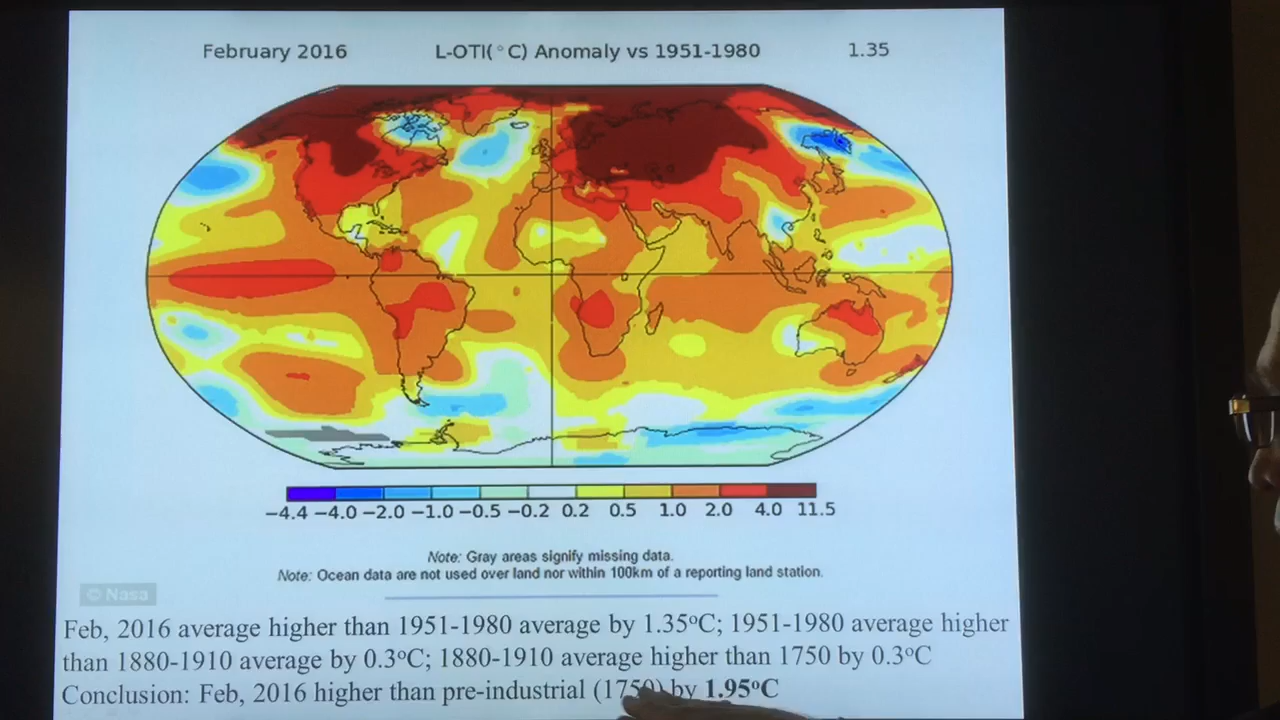 February 2016 L-OTI(°C) Anomaly vs 1951-1980 1.35
−4.4 −4.0 −2.0 −1.0 −0.5 −0.2 0.2 0.5 1.0 2.0 4.0 11.5
Note: Gray areas signify missing data.
Note: Ocean data are not used over land nor within 100km of a reporting land station.
© Nasa
Feb, 2016 average higher than 1951-1980 average by 1.35°C; 1951-1980 average higher
than 1880-1910 average by 0.3°C; 1880-1910 average higher than 1750 by 0.3°C
Conclusion: Feb, 2016 higher than pre-industrial (1750) by 1.95°C